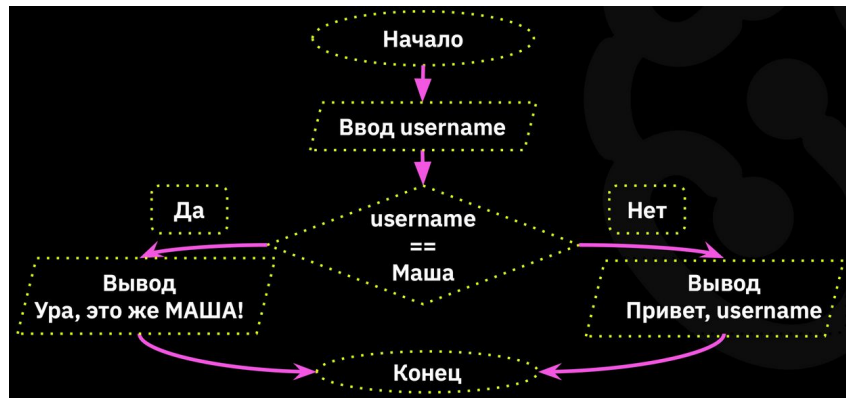 Начало
Ввод username
Да
username
==
Маша
Нет
Вывод
Ура, это же МАША!
Вывод
Привет, username
Конец